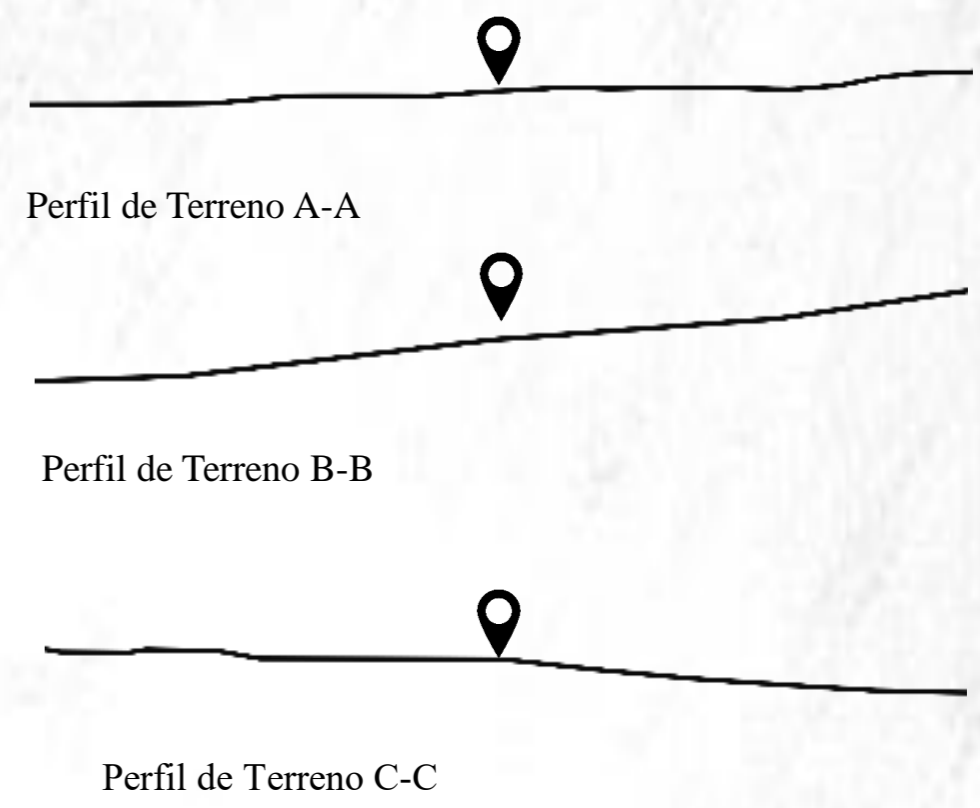 Perfil de Terreno A-A
Perfil de Terreno B-B
Perfil de Terreno C-C